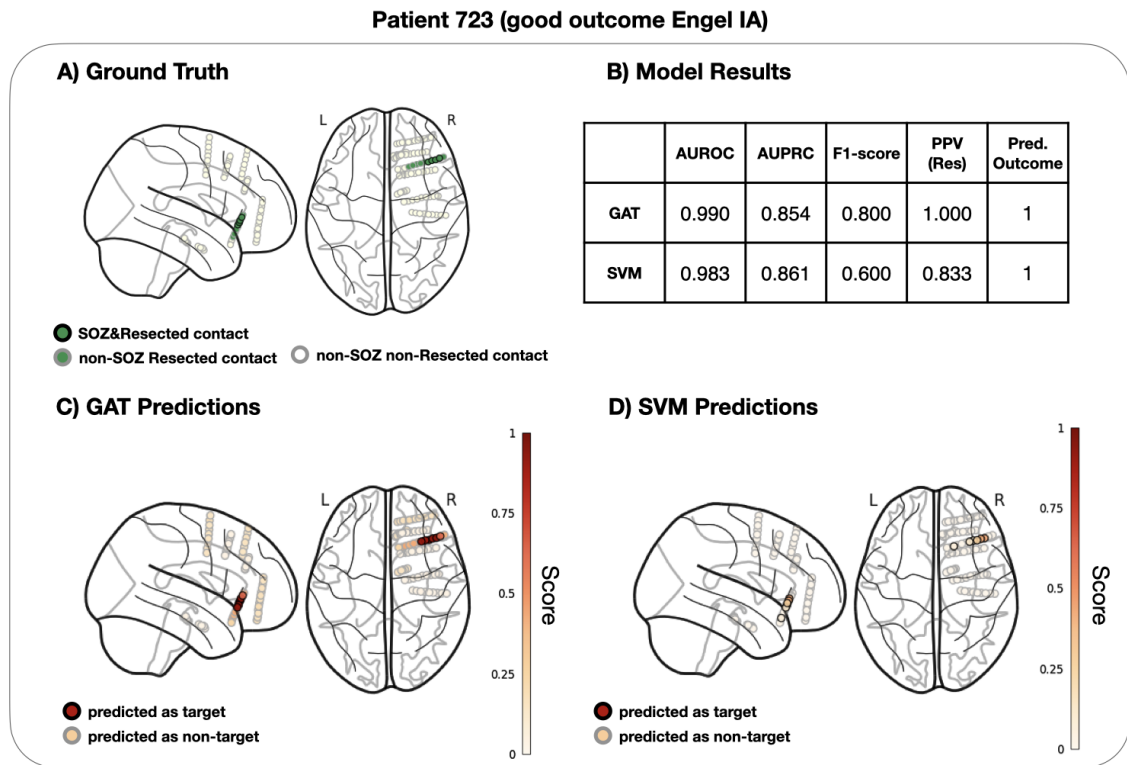 Patient 723 (good outcome Engel IA)
A) Ground Truth
L R
SOZ&Resected contact
non-SOZ Resected contact
non-SOZ non-Resected contact
B) Model Results
AUROC AUPRC F1-score PPV (Res) Pred. Outcome
GAT 0.990 0.854 0.800 1.000 1
SVM 0.983 0.861 0.600 0.833 1
C) GAT Predictions
L R
1
0.75
0.5
0.25
0
Score
predicted as target
predicted as non-target
D) SVM Predictions
L R
1
0.75
0.5
0.25
0
Score
predicted as target
predicted as non-target